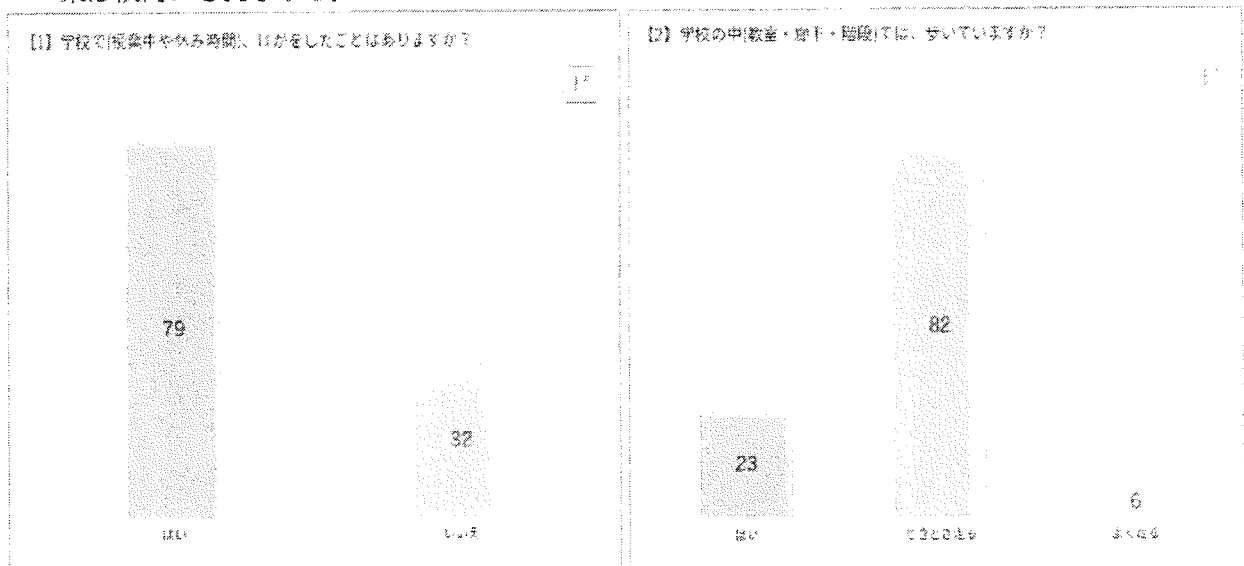 【1】学校で(授業中や休み時間)、けがをしたことはありますか？
79
32
はい
いいえ
【2】学校の中(教室・廊下・階段)では、歩いていますか？
23
82
6
はい
ときどき走る
よく走る